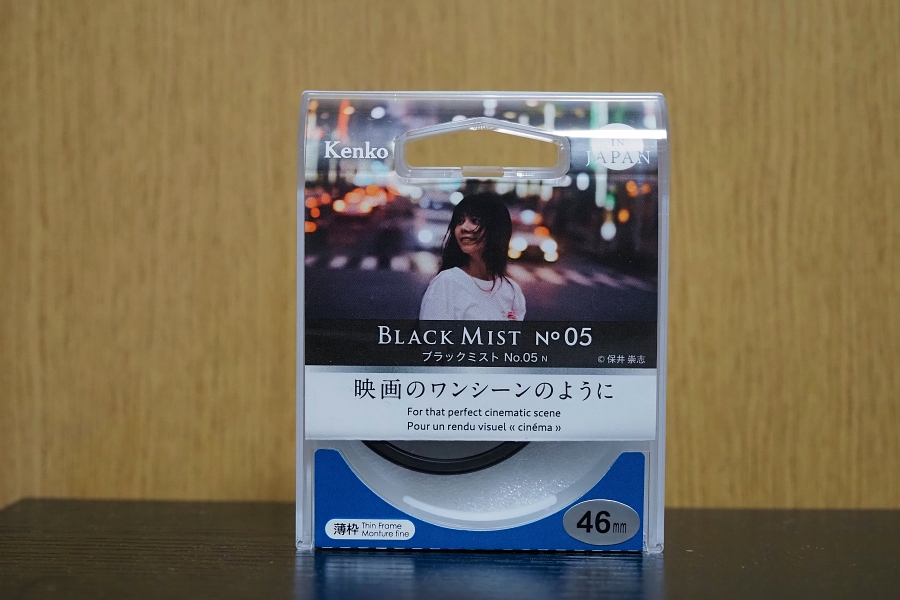 Kenko
IN
JAPAN
BLACK MIST No 05
ブラックミスト No.05 N
© 保井 崇志
映画のワンシーンのように
For that perfect cinematic scene
Pour un rendu visuel « cinéma »
薄枠
Thin Frame
Monture fine
46mm